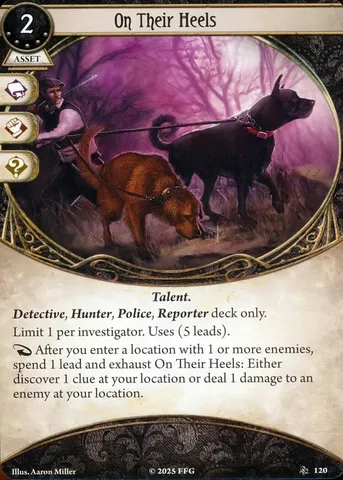 2
On Their Heels
ASSET
Talent.
Detective, Hunter, Police, Reporter deck only.
Limit 1 per investigator. Uses (5 leads).
After you enter a location with 1 or more enemies,
spend 1 lead and exhaust On Their Heels: Either
discover 1 clue at your location or deal 1 damage to an
enemy at your location.
Illus. Aaron Miller
© 2025 FFG
120